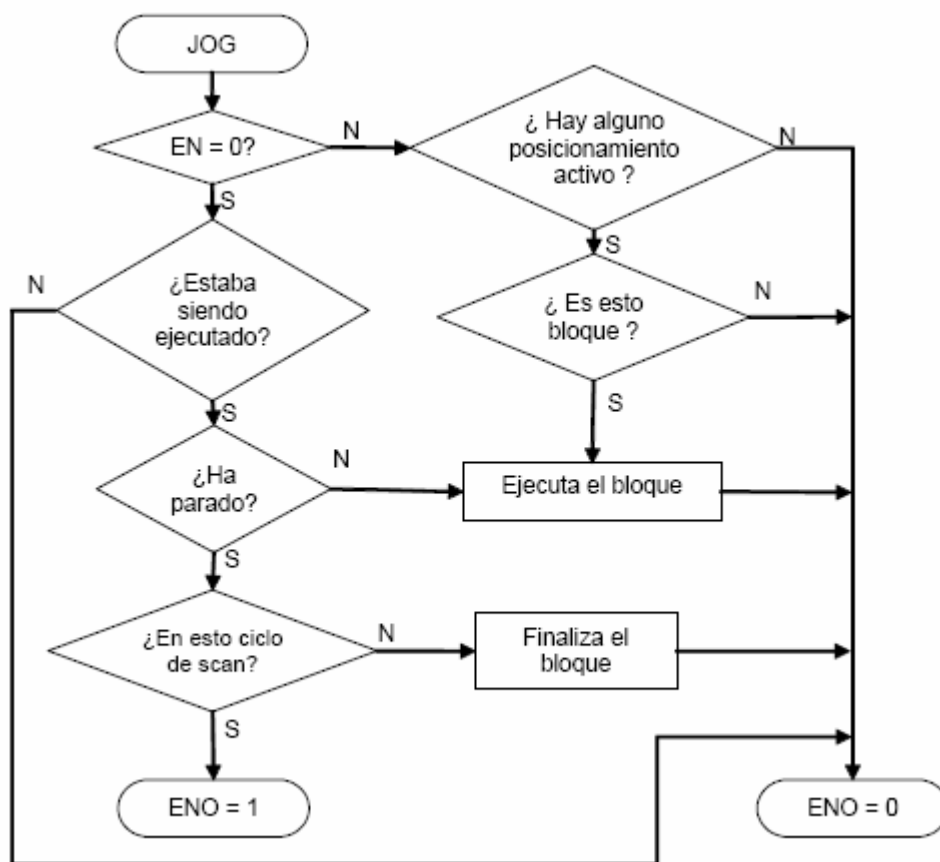 JOG
EN = 0?
N
¿ Hay alguno
posicionamiento
activo ?
N
S
S
N
¿Estaba
siendo
ejecutado?
¿ Es esto
bloque ?
N
S
S
¿Ha
parado?
N
Ejecuta el bloque
S
¿En esto ciclo
de scan?
N
Finaliza el
bloque
S
ENO = 1
ENO = 0